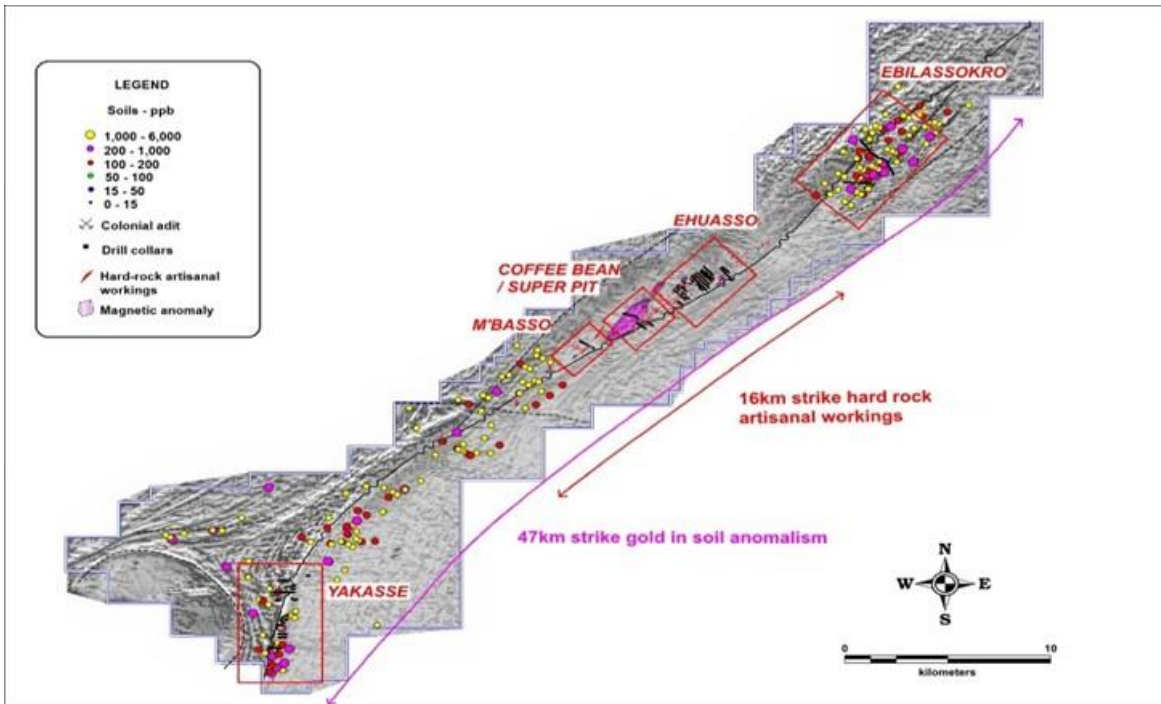 LEGEND
Soils - ppb
1,000 - 6,000
200 - 1,000
100 - 200
50 - 100
15 - 50
0 - 15
Colonial adit
Drill collars
Hard-rock artisanal
workings
Magnetic anomaly
EBILASSOKRO
EHUASSO
COFFEE BEAN
/ SUPER PIT
M'BASSO
16km strike hard rock
artisanal workings
47km strike gold in soil anomalism
YAKASSE
N
W E
S
0 10
kilometers